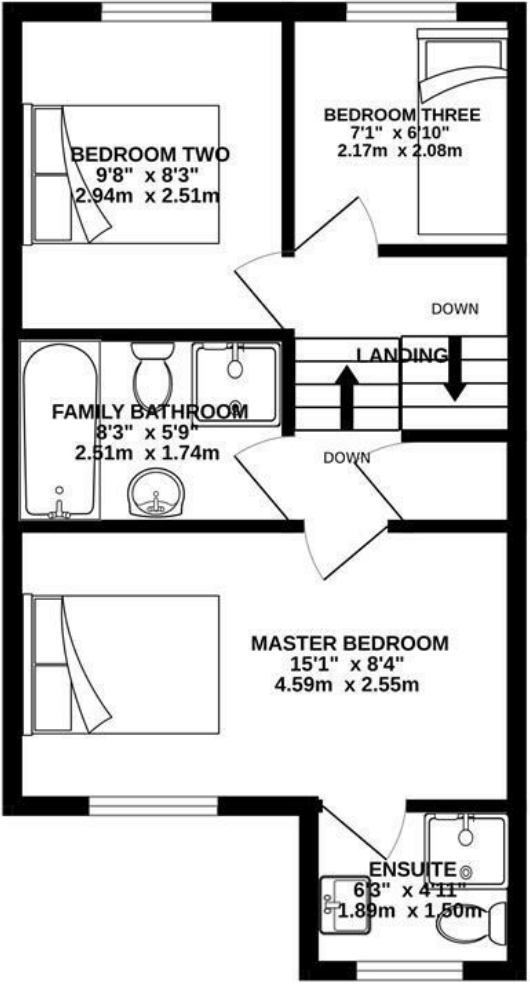 BEDROOM THREE
7'1" x 6'10"
2.17m x 2.08m
BEDROOM TWO
9'8" x 8'3"
2.94m x 2.51m
DOWN
LANDING
FAMILY BATHROOM
8'3" x 5'9"
2.51m x 1.74m
DOWN
MASTER BEDROOM
15'1" x 8'4"
4.59m x 2.55m
ENSUITE
6'3" x 4'11"
1.89m x 1.50m